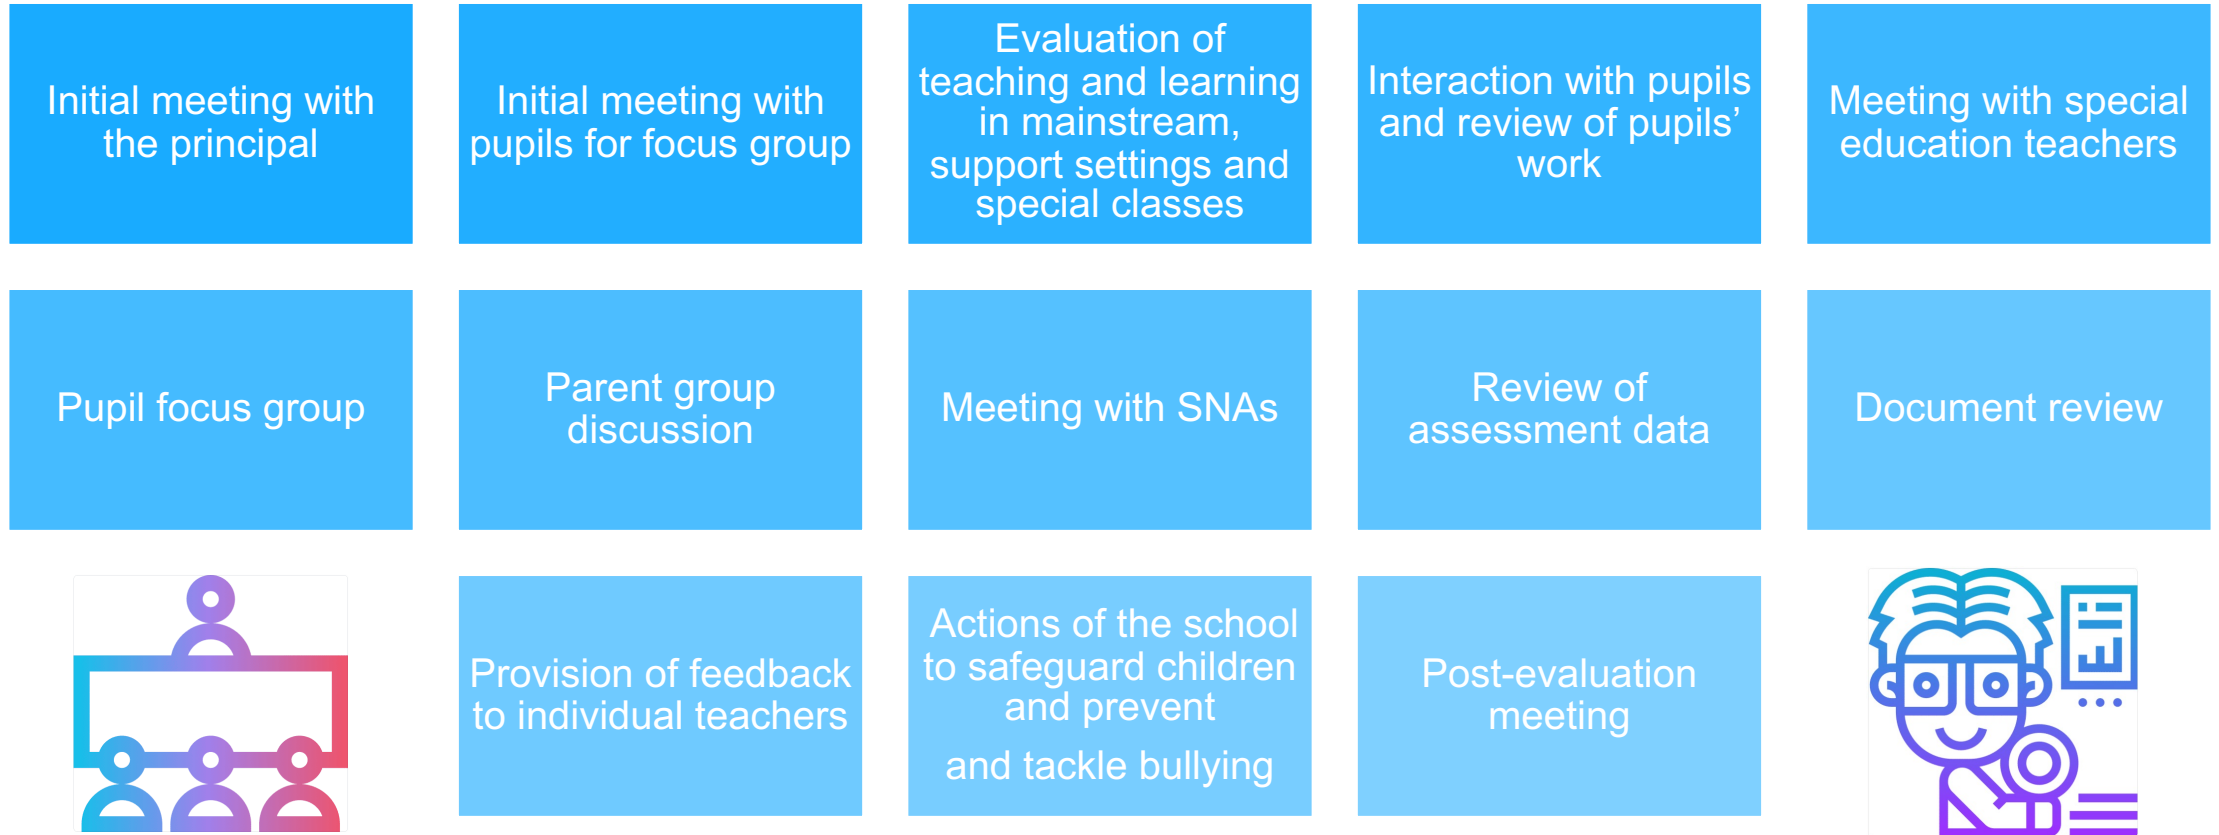 Initial meeting with
the principal
Initial meeting with
pupils for focus group
Evaluation of
teaching and learning
in mainstream,
support settings and
special classes
Interaction with pupils
and review of pupils’
work
Meeting with special
education teachers
Pupil focus group
Parent group
discussion
Meeting with SNAs
Review of
assessment data
Document review
Provision of feedback
to individual teachers
Actions of the school
to safeguard children
and prevent
and tackle bullying
Post-evaluation
meeting